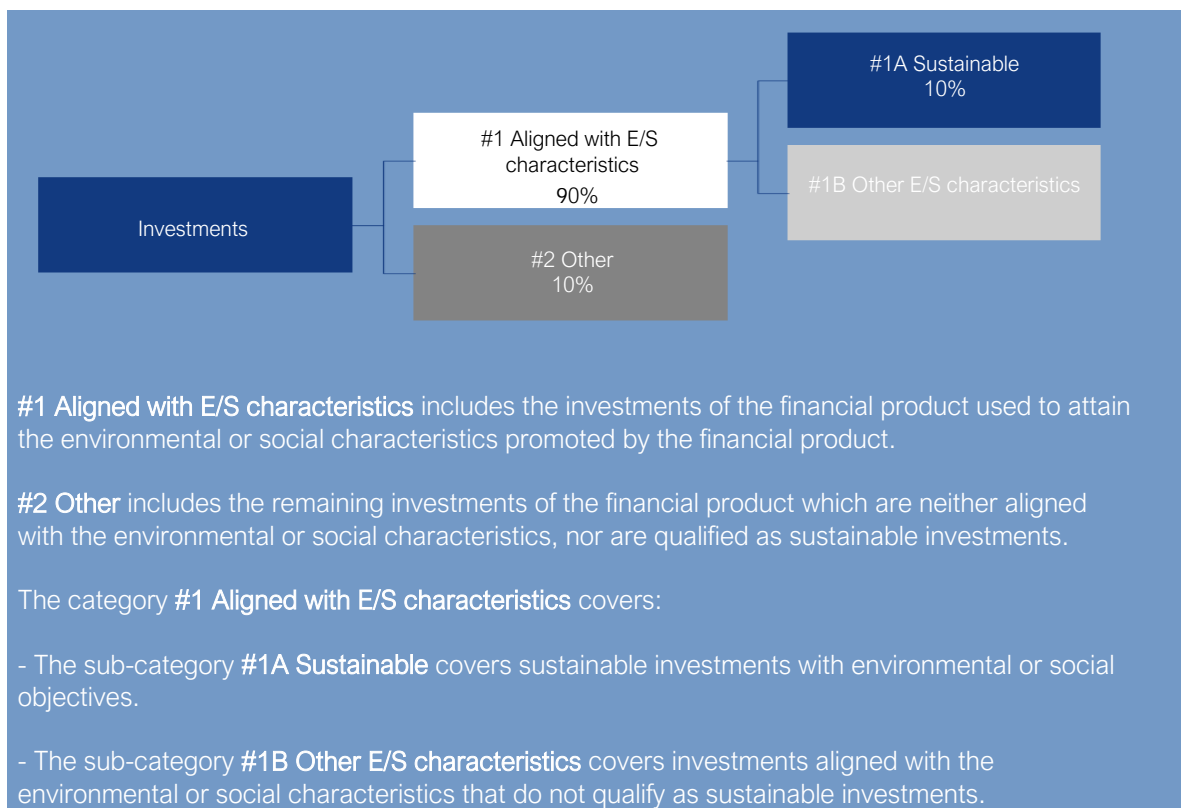 #1A Sustainable
10%
#1 Aligned with E/S
characteristics
90%
#1B Other E/S characteristics
Investments
#2 Other
10%
#1 Aligned with E/S characteristics includes the investments of the financial product used to attain
the environmental or social characteristics promoted by the financial product.
#2 Other includes the remaining investments of the financial product which are neither aligned
with the environmental or social characteristics, nor are qualified as sustainable investments.
The category #1 Aligned with E/S characteristics covers:
- The sub-category #1A Sustainable covers sustainable investments with environmental or social
objectives.
- The sub-category #1B Other E/S characteristics covers investments aligned with the
environmental or social characteristics that do not qualify as sustainable investments.